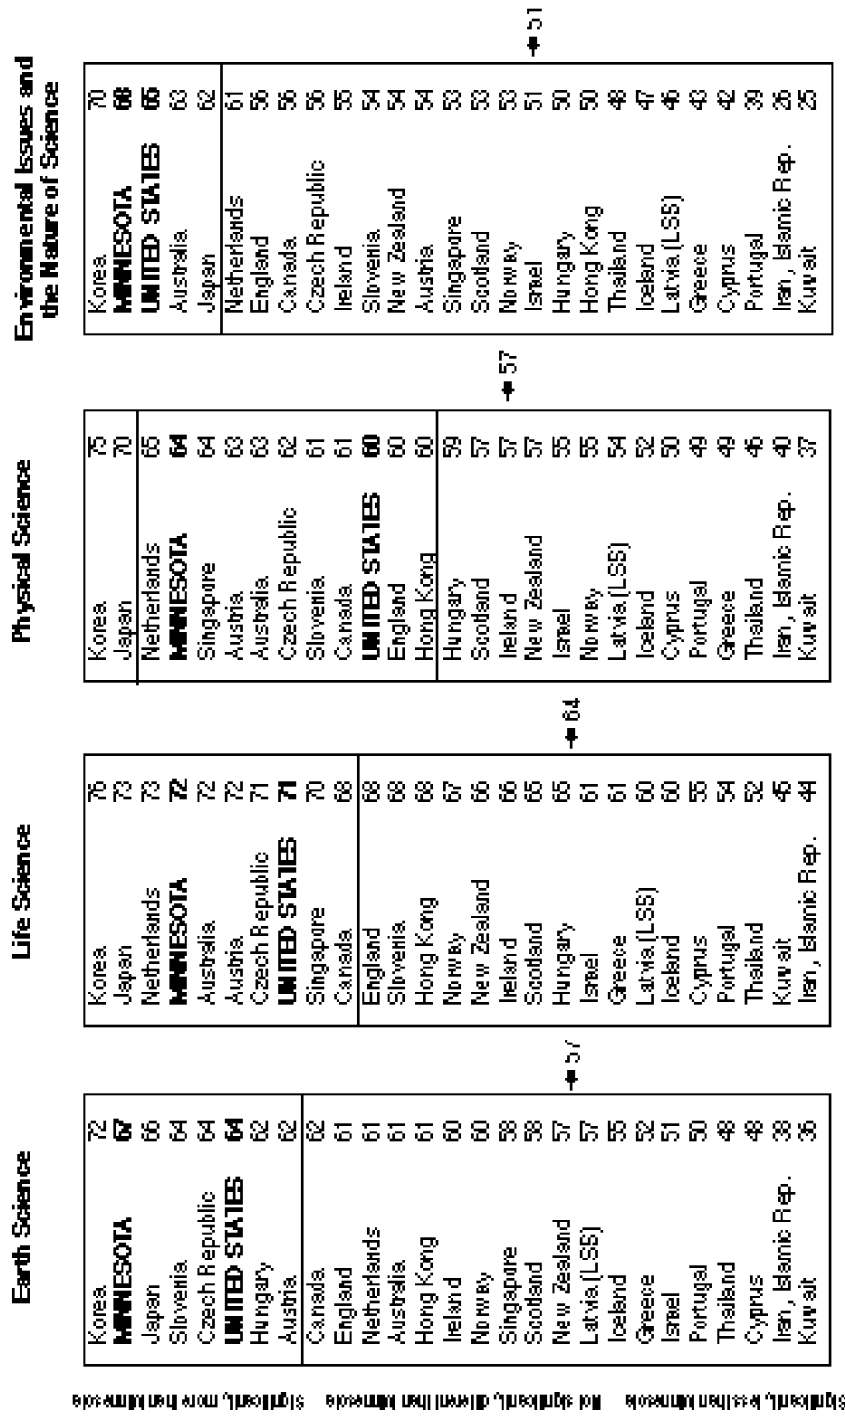 Earth Science
Korea 72
MINNESOTA 67
Japan 66
Slovenia 64
Czech Republic 64
UNITED STATES 64
Hungary 62
Austria 62
Canada 62
England 61
Netherlands 61
Australia 61
Hong Kong 61
Ireland 60
Norway 60
Singapore 58
Scotland 58
New Zealand 57
Latvia (LSS) 57
Iceland 55
Greece 52
Israel 51
Portugal 50
Thailand 48
Cyprus 48
Iran, Islamic Rep. 38
Kuwait 36
57
Life Science
Korea 76
Japan 73
Netherlands 73
MINNESOTA 72
Australia 72
Austria 72
Czech Republic 71
UNITED STATES 71
Singapore 70
Canada 68
England 68
Slovenia 68
Hong Kong 68
Norway 67
New Zealand 66
Ireland 66
Scotland 65
Hungary 65
Israel 61
Greece 61
Latvia (LSS) 60
Iceland 60
Cyprus 55
Portugal 54
Thailand 52
Kuwait 45
Iran, Islamic Rep. 44
64
Physical Science
Korea 75
Japan 70
Netherlands 65
MINNESOTA 64
Singapore 64
Austria 63
Australia 63
Czech Republic 62
Slovenia 61
Canada 61
UNITED STATES 60
England 60
Hong Kong 60
Hungary 59
Scotland 57
Ireland 57
New Zealand 57
Israel 55
Norway 55
Latvia (LSS) 54
Iceland 52
Cyprus 50
Portugal 49
Greece 49
Thailand 46
Iran, Islamic Rep. 40
Kuwait 37
57
Environmental Issues and
the Nature of Science
Korea 70
MINNESOTA 68
UNITED STATES 65
Australia 63
Japan 62
Netherlands 61
England 56
Canada 56
Czech Republic 56
Ireland 55
Slovenia 54
New Zealand 54
Austria 54
Singapore 53
Scotland 53
Norway 53
Israel 51
Hungary 50
Hong Kong 50
Thailand 48
Iceland 47
Latvia (LSS) 46
Greece 43
Cyprus 42
Portugal 39
Iran, Islamic Rep. 26
Kuwait 25
51